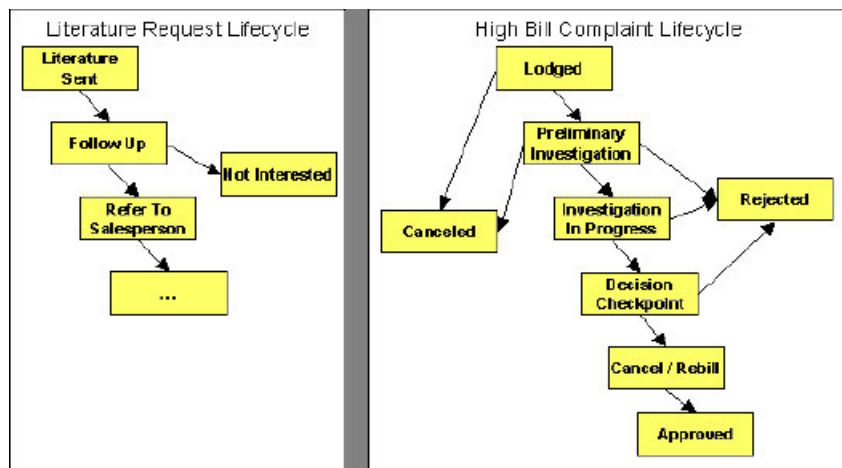 Literature Request Lifecycle
Literature
Sent
Follow Up
Not Interested
Refer To
Salesperson
...
High Bill Complaint Lifecycle
Lodged
Preliminary
Investigation
Canceled
Investigation
In Progress
Rejected
Decision
Checkpoint
Cancel / Rebill
Approved